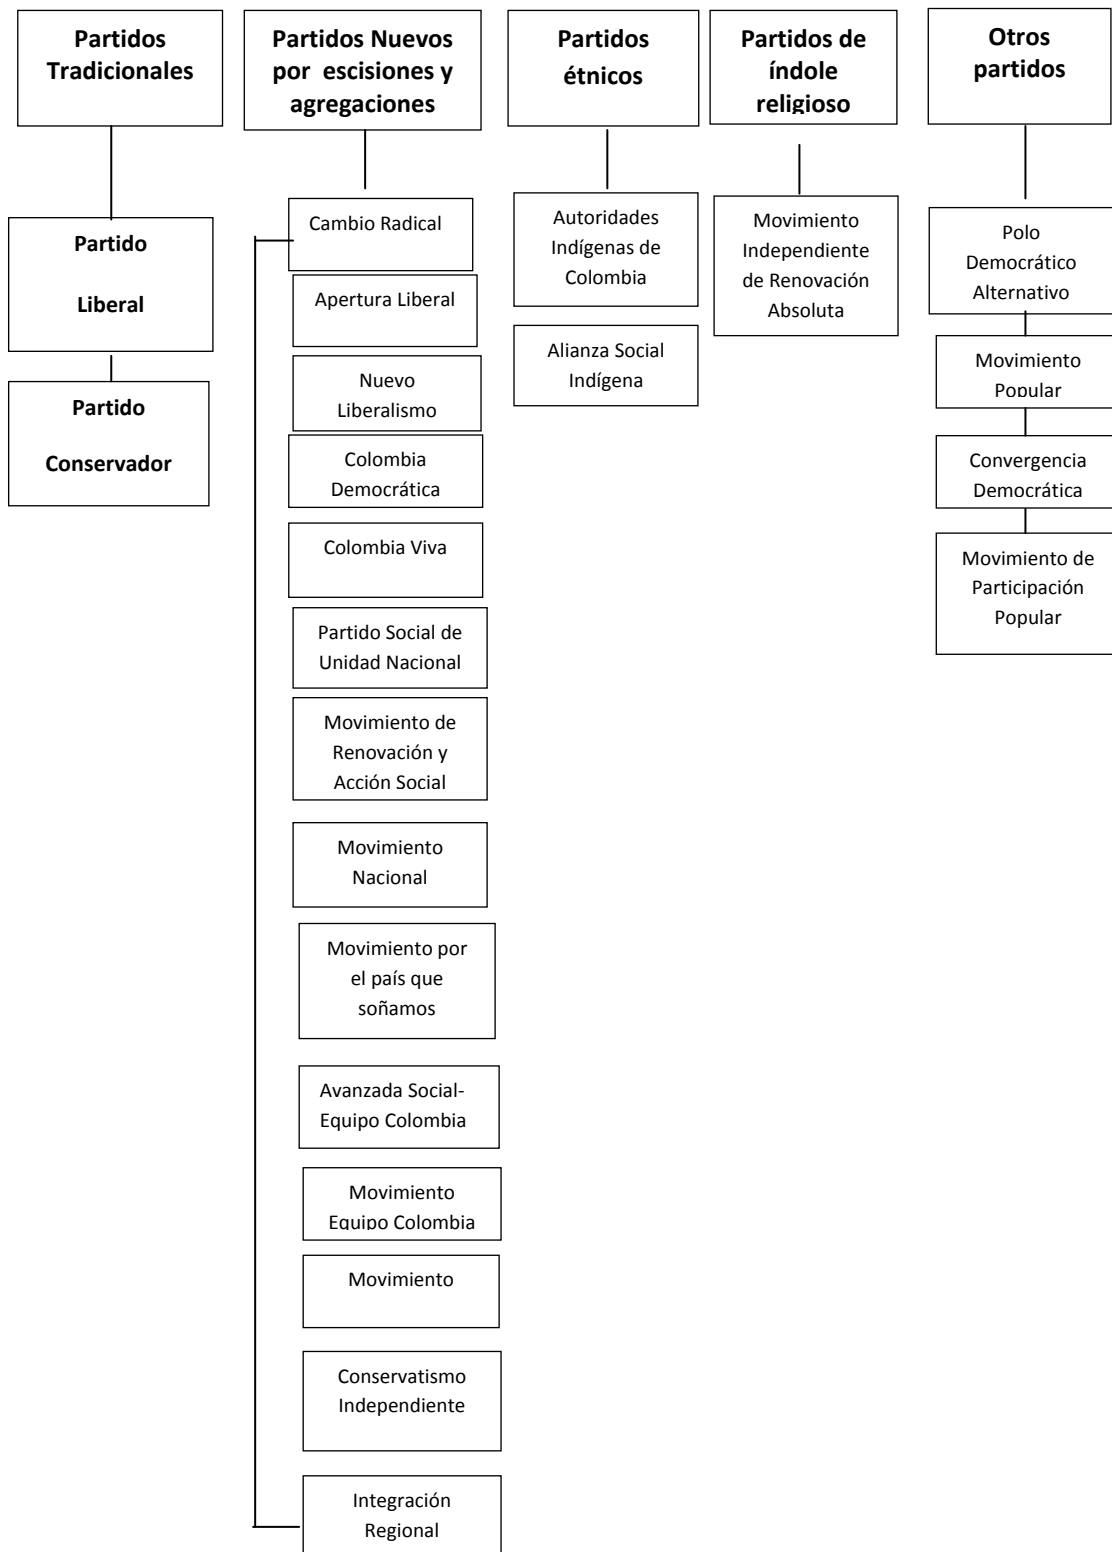 Partidos
Tradicionales
Partido
Liberal
Partido
Conservador
Partidos Nuevos
por escisiones y
agregaciones
Cambio Radical
Apertura Liberal
Nuevo
Liberalismo
Colombia
Democrática
Colombia Viva
Partido Social de
Unidad Nacional
Movimiento de
Renovación y
Acción Social
Movimiento
Nacional
Movimiento por
el país que
soñamos
Avanzada Social-
Equipo Colombia
Movimiento
Equipo Colombia
Movimiento
Conservatismo
Independiente
Integración
Regional
Partidos
étnicos
Autoridades
Indígenas de
Colombia
Alianza Social
Indígena
Partidos de
índole
religioso
Movimiento
Independiente
de Renovación
Absoluta
Otros
partidos
Polo
Democrático
Alternativo
Movimiento
Popular
Convergencia
Democrática
Movimiento de
Participación
Popular